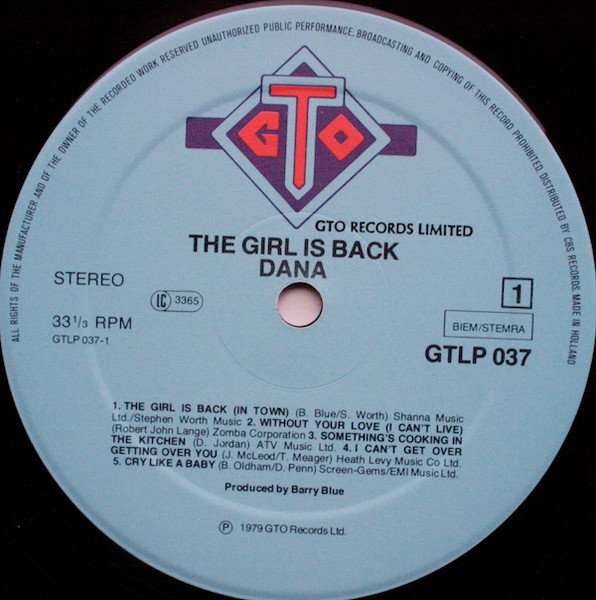 ALL RIGHTS OF THE MANUFACTURER AND OF THE OWNER OF THE RECORDED WORK RESERVED UNAUTHORIZED PUBLIC PERFORMANCE, BROADCASTING AND COPYING OF THIS RECORD PROHIBITED. DISTRIBUTED BY CBS RECORDS. MADE IN HOLLAND
GTO
GTO RECORDS LIMITED
THE GIRL IS BACK
DANA
STEREO
LC 3365
1
33 1/3 RPM
GTLP 037-1
BIEM/STEMRA
GTLP 037
1. THE GIRL IS BACK (IN TOWN) (B. Blue/S. Worth) Shanna Music
Ltd./Stephen Worth Music 2. WITHOUT YOUR LOVE (I CAN'T LIVE)
(Robert John Lange) Zomba Corporation 3. SOMETHING'S COOKING IN
THE KITCHEN (D. Jordan) ATV Music Ltd. 4. I CAN'T GET OVER
GETTING OVER YOU (J. McLeod/T. Meager) Heath Levy Music Co Ltd.
5. CRY LIKE A BABY (B. Oldham/D. Penn) Screen-Gems/EMI Music Ltd.
Produced by Barry Blue
℗ 1979 GTO Records Ltd.